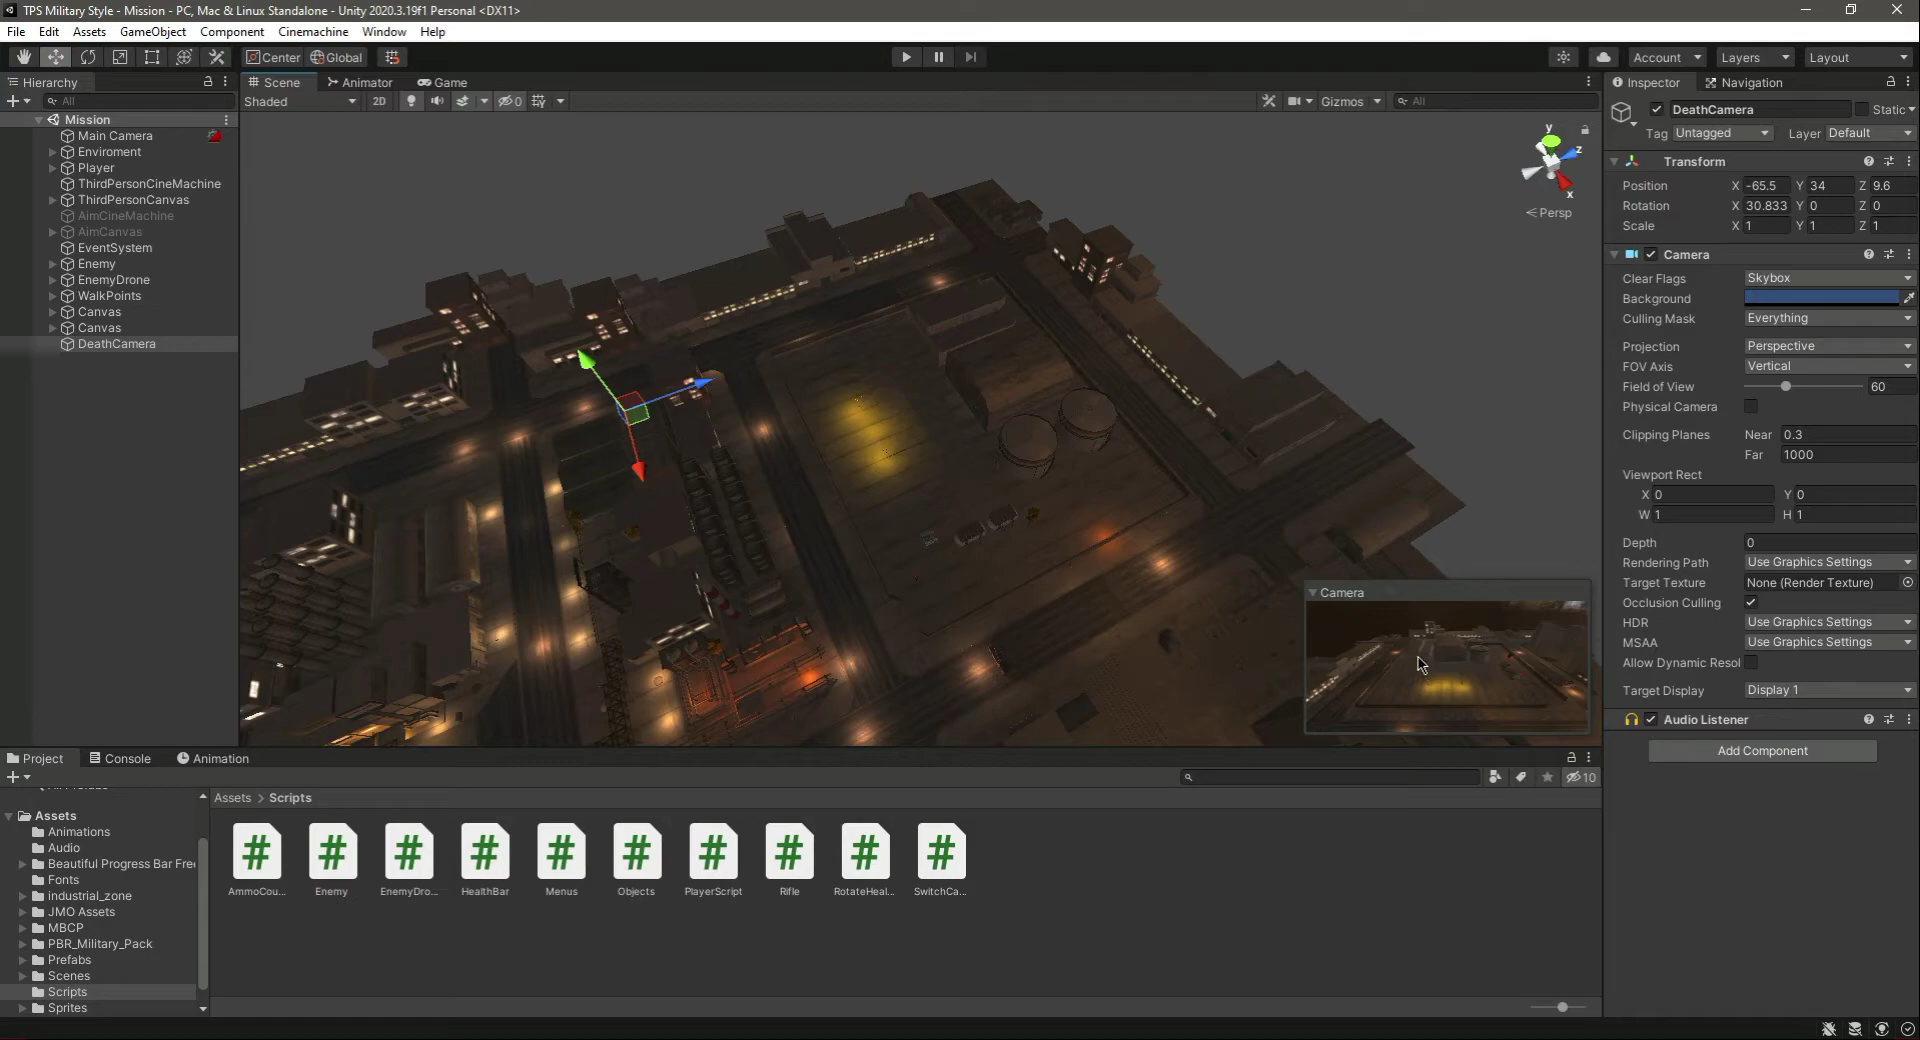 TPS Military Style - Mission - PC, Mac & Linux Standalone - Unity 2020.3.19f1 Personal <DX11>
File Edit Assets GameObject Component Cinemachine Window Help
Center Global Account Layers Layout
Hierarchy
All
Mission
Main Camera
Enviroment
Player
ThirdPersonCineMachine
ThirdPersonCanvas
AimCineMachine
AimCanvas
EventSystem
Enemy
EnemyDrone
WalkPoints
Canvas
Canvas
DeathCamera
Scene Animator Game
Shaded 2D 0 Gizmos All
y
z
x
Persp
Camera
Inspector Navigation
DeathCamera Static
Tag Untagged Layer Default
Transform
Position X -65.5 Y 34 Z 9.6
Rotation X 30.833 Y 0 Z 0
Scale X 1 Y 1 Z 1
Camera
Clear Flags Skybox
Background
Culling Mask Everything
Projection Perspective
FOV Axis Vertical
Field of View 60
Physical Camera
Clipping Planes Near 0.3
Far 1000
Viewport Rect
X 0 Y 0
W 1 H 1
Depth 0
Rendering Path Use Graphics Settings
Target Texture None (Render Texture)
Occlusion Culling
HDR Use Graphics Settings
MSAA Use Graphics Settings
Allow Dynamic Resol
Target Display Display 1
Audio Listener
Add Component
Project Console Animation
10
Assets
Animations
Audio
Beautiful Progress Bar Fre
Fonts
industrial_zone
JMO Assets
MBCP
PBR_Military_Pack
Prefabs
Scenes
Scripts
Sprites
Assets > Scripts
AmmoCou... Enemy EnemyDro... HealthBar Menus Objects PlayerScript Rifle RotateHeal... SwitchCa...